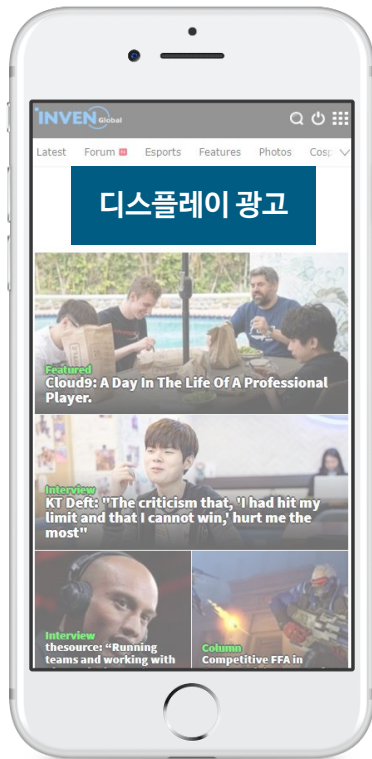 INVEN Global
Latest Forum Esports Features Photos Cosp
디스플레이 광고
Featured
Cloud9: A Day In The Life Of A Professional
Player.
Interview
KT Deft: "The criticism that, 'I had hit my
limit and that I cannot win,' hurt me the
most"
Interview
thesource: “Running
teams and working with
Column
Competitive FFA in